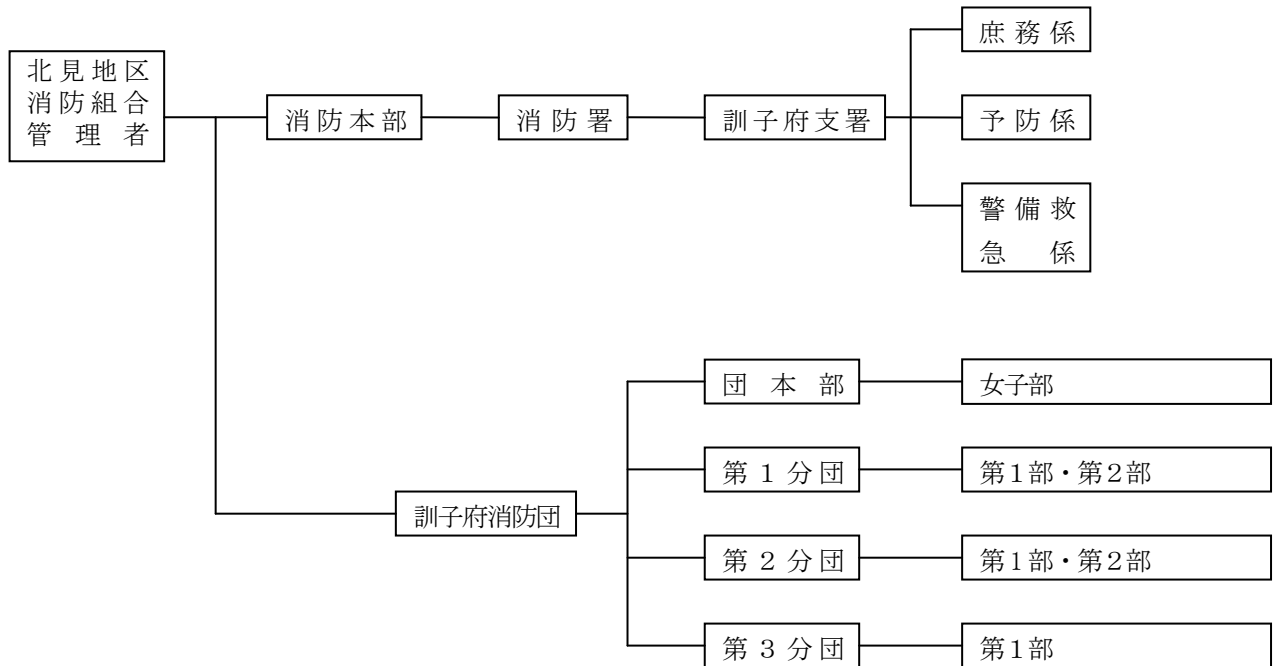 北見地区
消防組合
管理者
消防本部
消防署
訓子府支署
庶務係
予防係
警備救
急係
訓子府消防団
団本部
女子部
第１分団
第１部・第２部
第２分団
第１部・第２部
第３分団
第１部